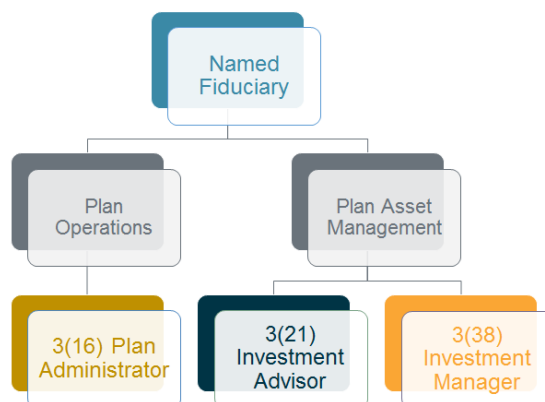 Named
Fiduciary
Plan
Operations
Plan Asset
Management
3(16) Plan
Administrator
3(21)
Investment
Advisor
3(38)
Investment
Manager